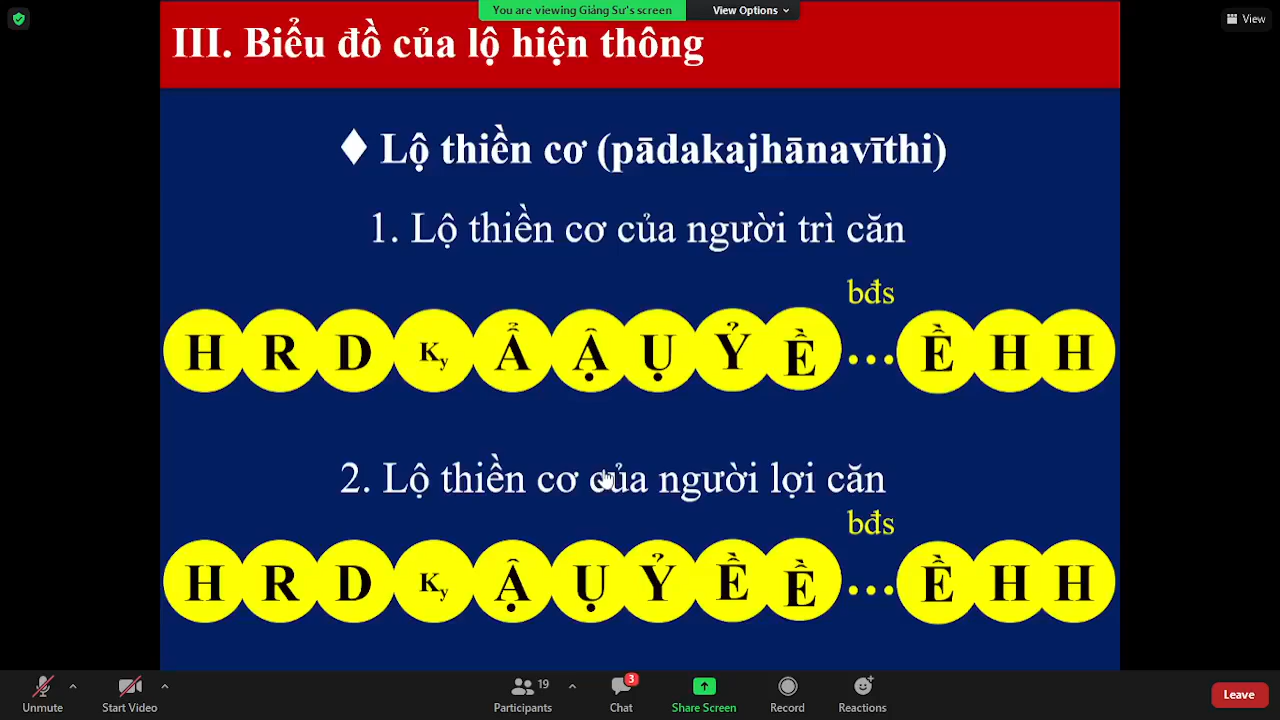 You are viewing Giảng Sư's screen
View Options
View
III. Biểu đồ của lộ hiện thông
♦ Lộ thiền cơ (pādakajhānavīthi)
1. Lộ thiền cơ của người trì căn
bđs
H R D Ky Ẩ Ậ Ụ Ỷ Ề ... Ề H H
2. Lộ thiền cơ của người lợi căn
bđs
H R D Ky Ậ Ụ Ỷ Ề Ề ... Ề H H
Unmute
Start Video
19
Participants
3
Chat
Share Screen
Record
Reactions
Leave